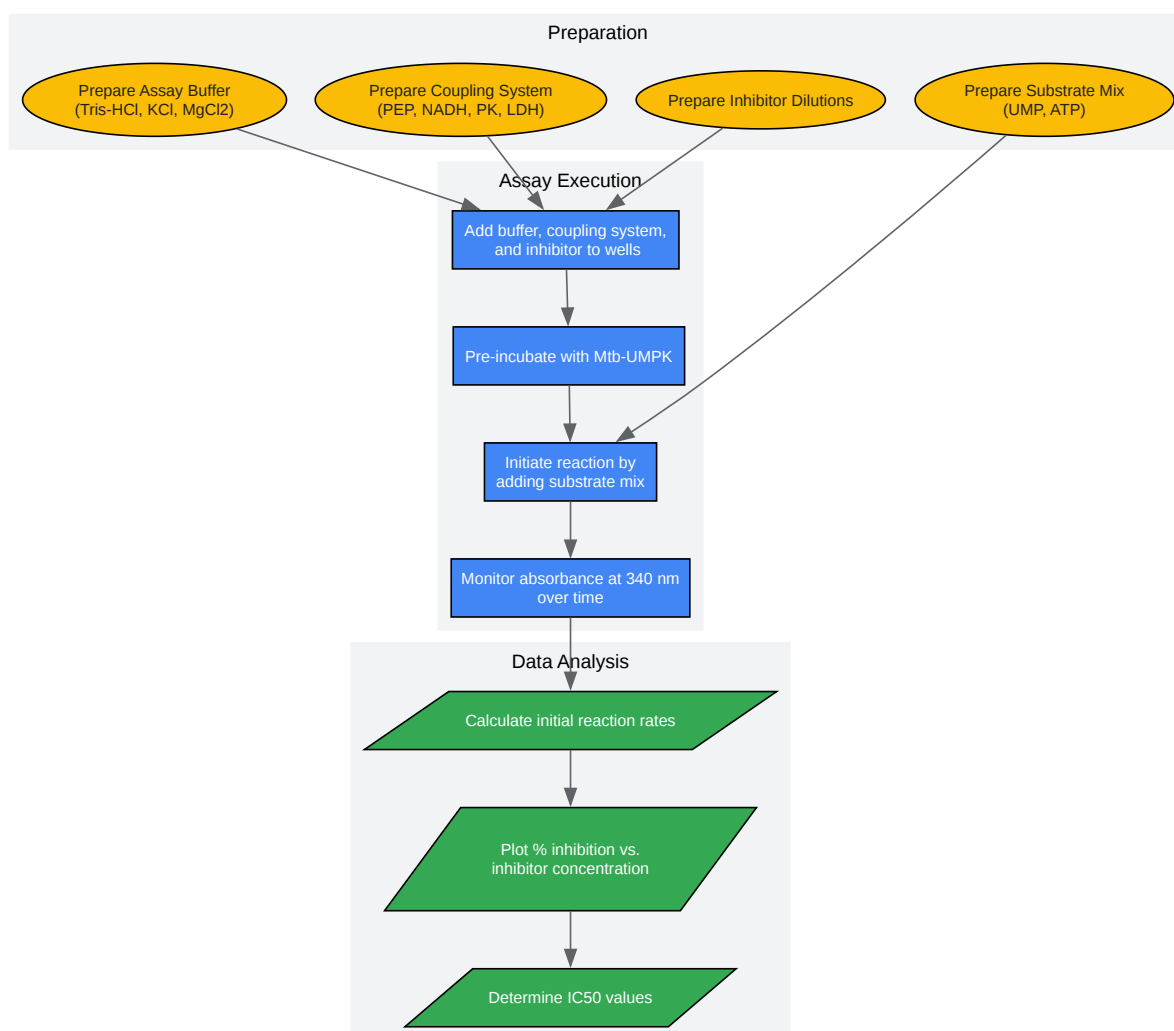 Preparation
Prepare Assay Buffer
(Tris-HCl, KCl, MgCl2)
Prepare Coupling System
(PEP, NADH, PK, LDH)
Prepare Inhibitor Dilutions
Prepare Substrate Mix
(UMP, ATP)
Assay Execution
Add buffer, coupling system,
and inhibitor to wells
Pre-incubate with Mtb-UMPK
Initiate reaction by
adding substrate mix
Monitor absorbance at 340 nm
over time
Data Analysis
Calculate initial reaction rates
Plot % inhibition vs.
inhibitor concentration
Determine IC50 values